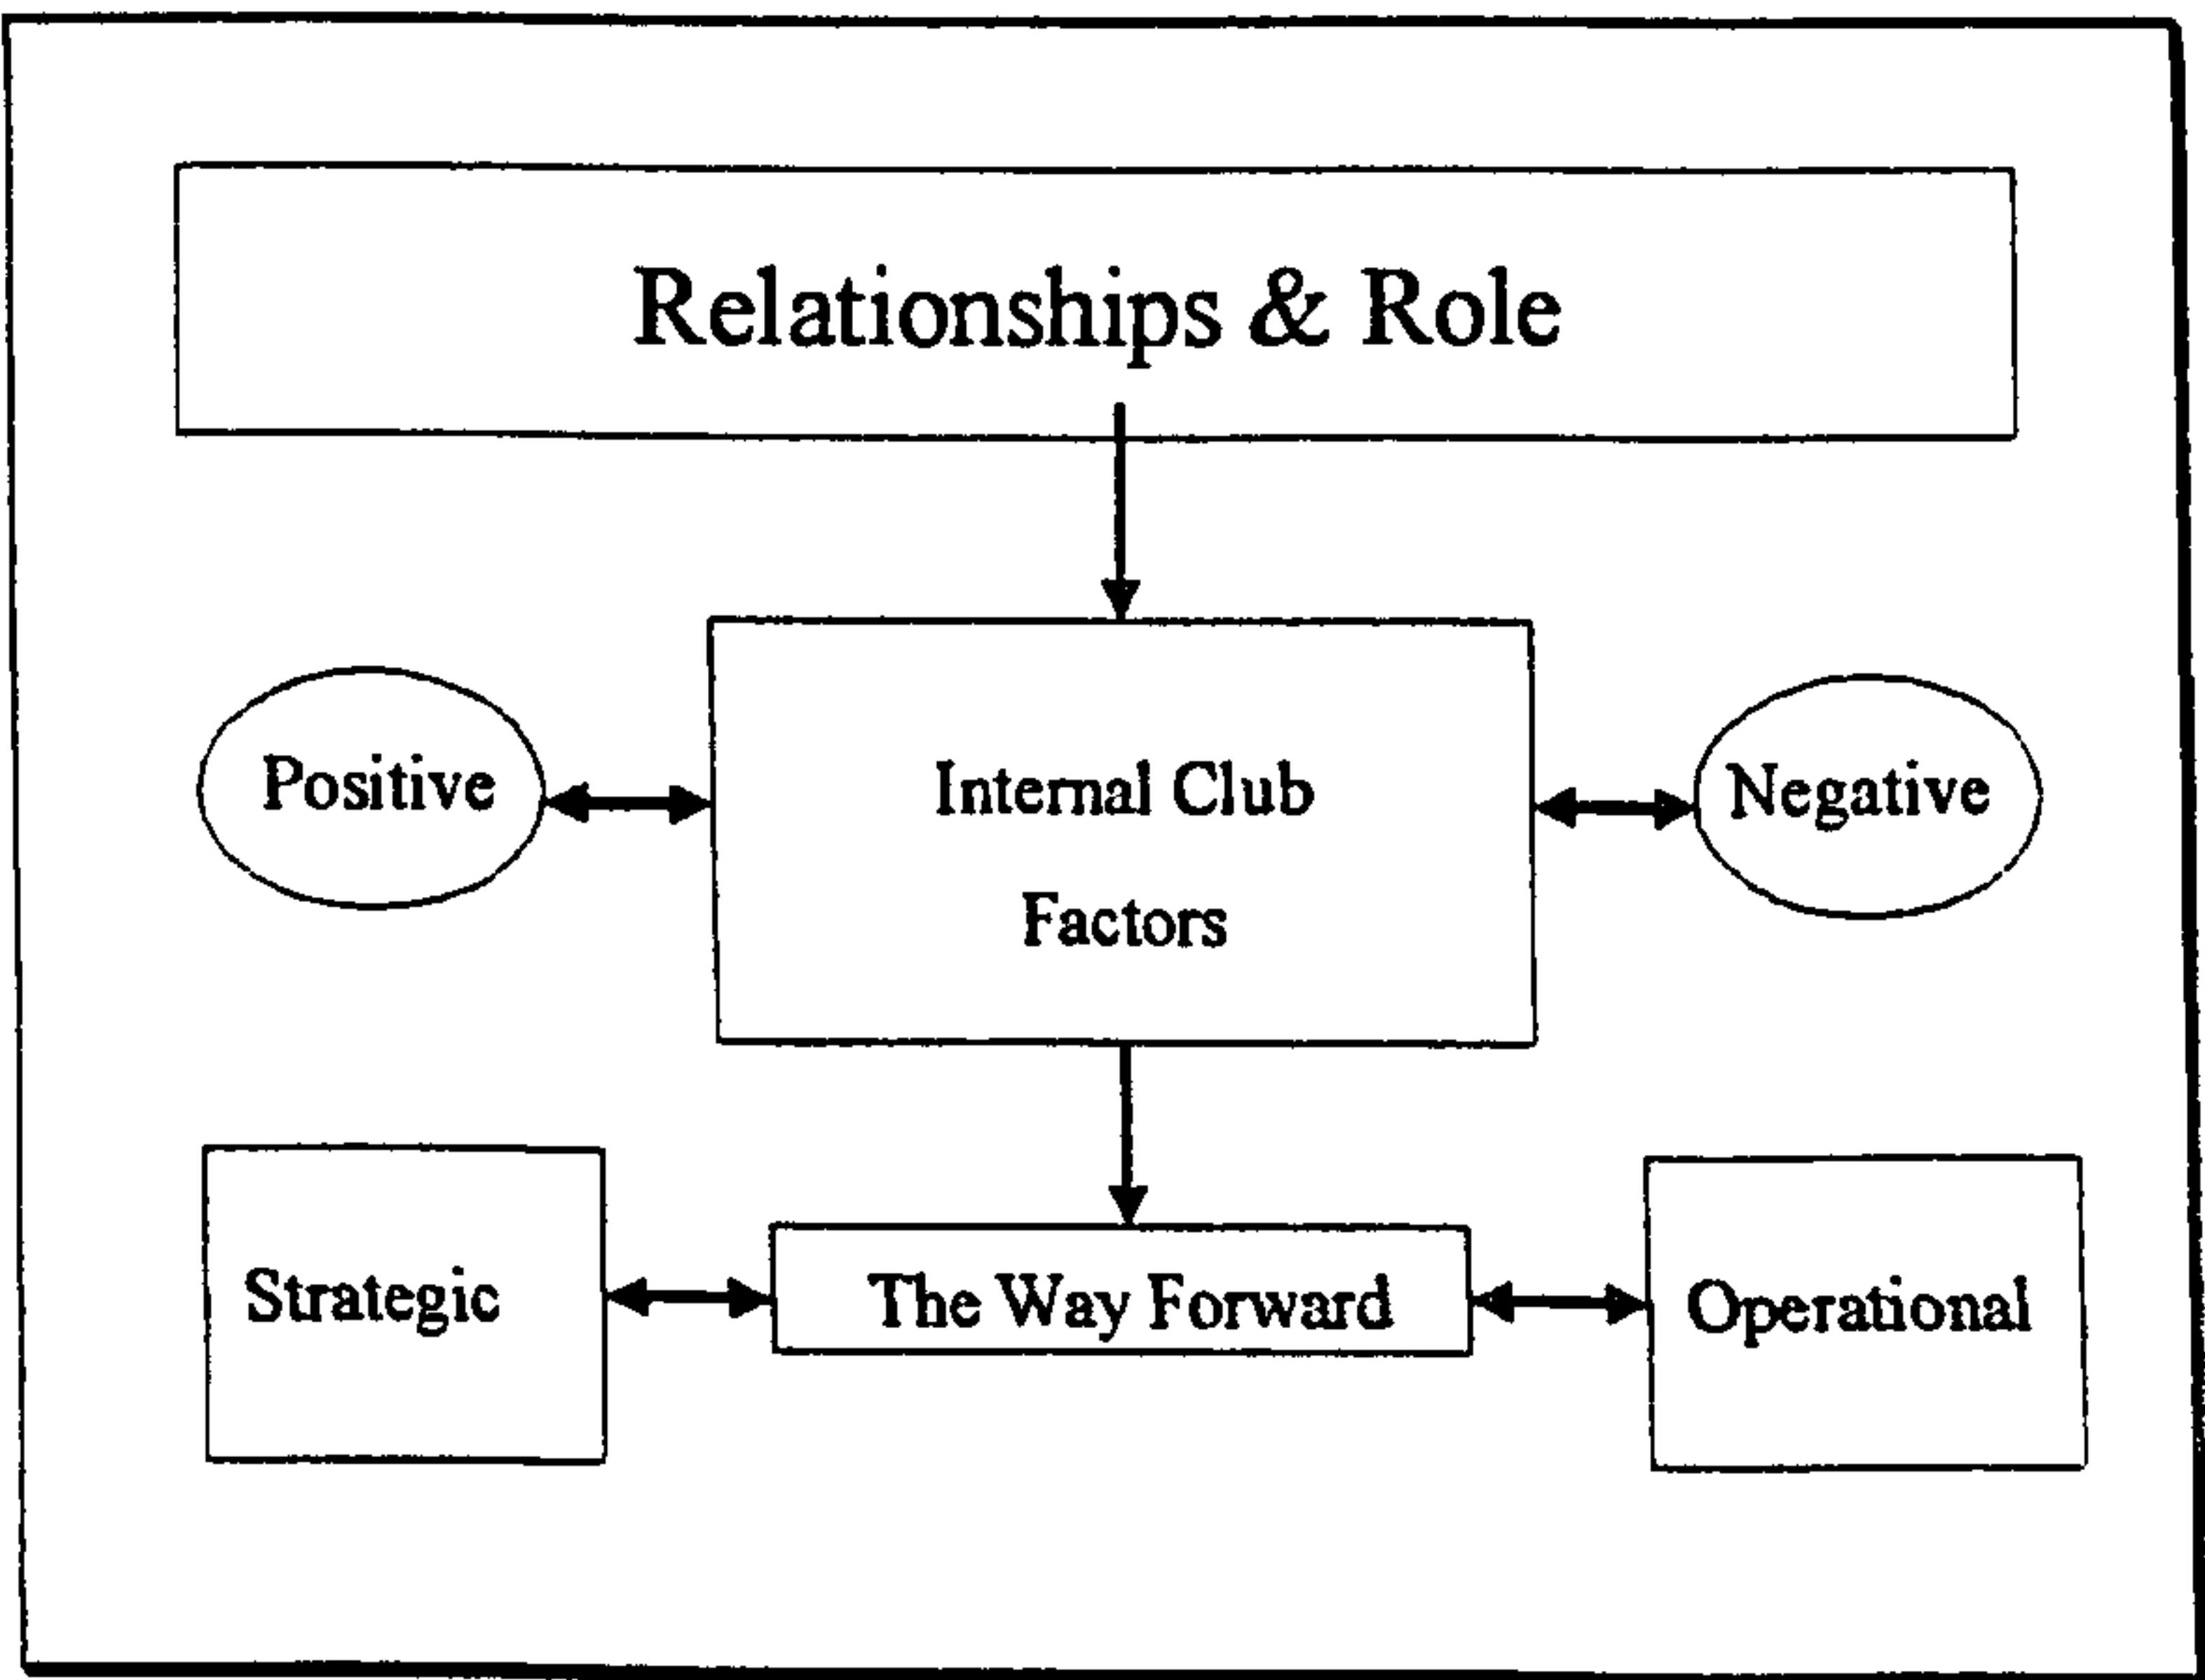 Relationships & Role
Positive
Internal Club
Factors
Negative
Strategic
The Way Forward
Operational